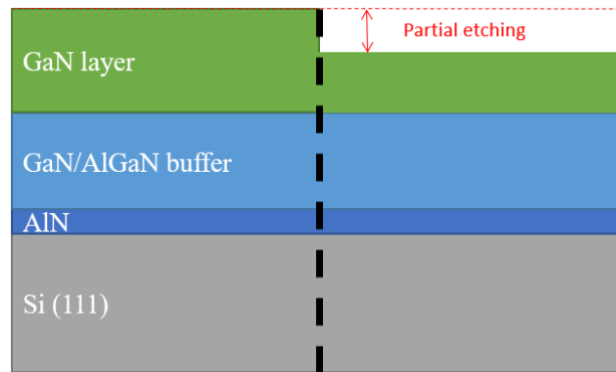 Partial etching
GaN layer
GaN/AlGaN buffer
AlN
Si (111)